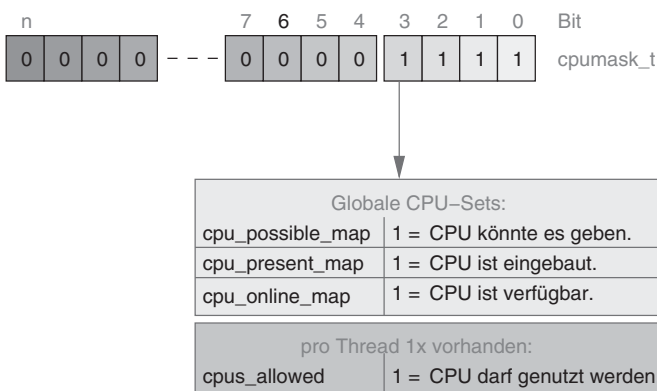 n 7 6 5 4 3 2 1 0 Bit
0 0 0 0 0 0 0 0 1 1 1 1 cpumask_t
Globale CPU–Sets:
cpu_possible_map 1 = CPU könnte es geben.
cpu_present_map 1 = CPU ist eingebaut.
cpu_online_map 1 = CPU ist verfügbar.
pro Thread 1x vorhanden:
cpus_allowed 1 = CPU darf genutzt werden